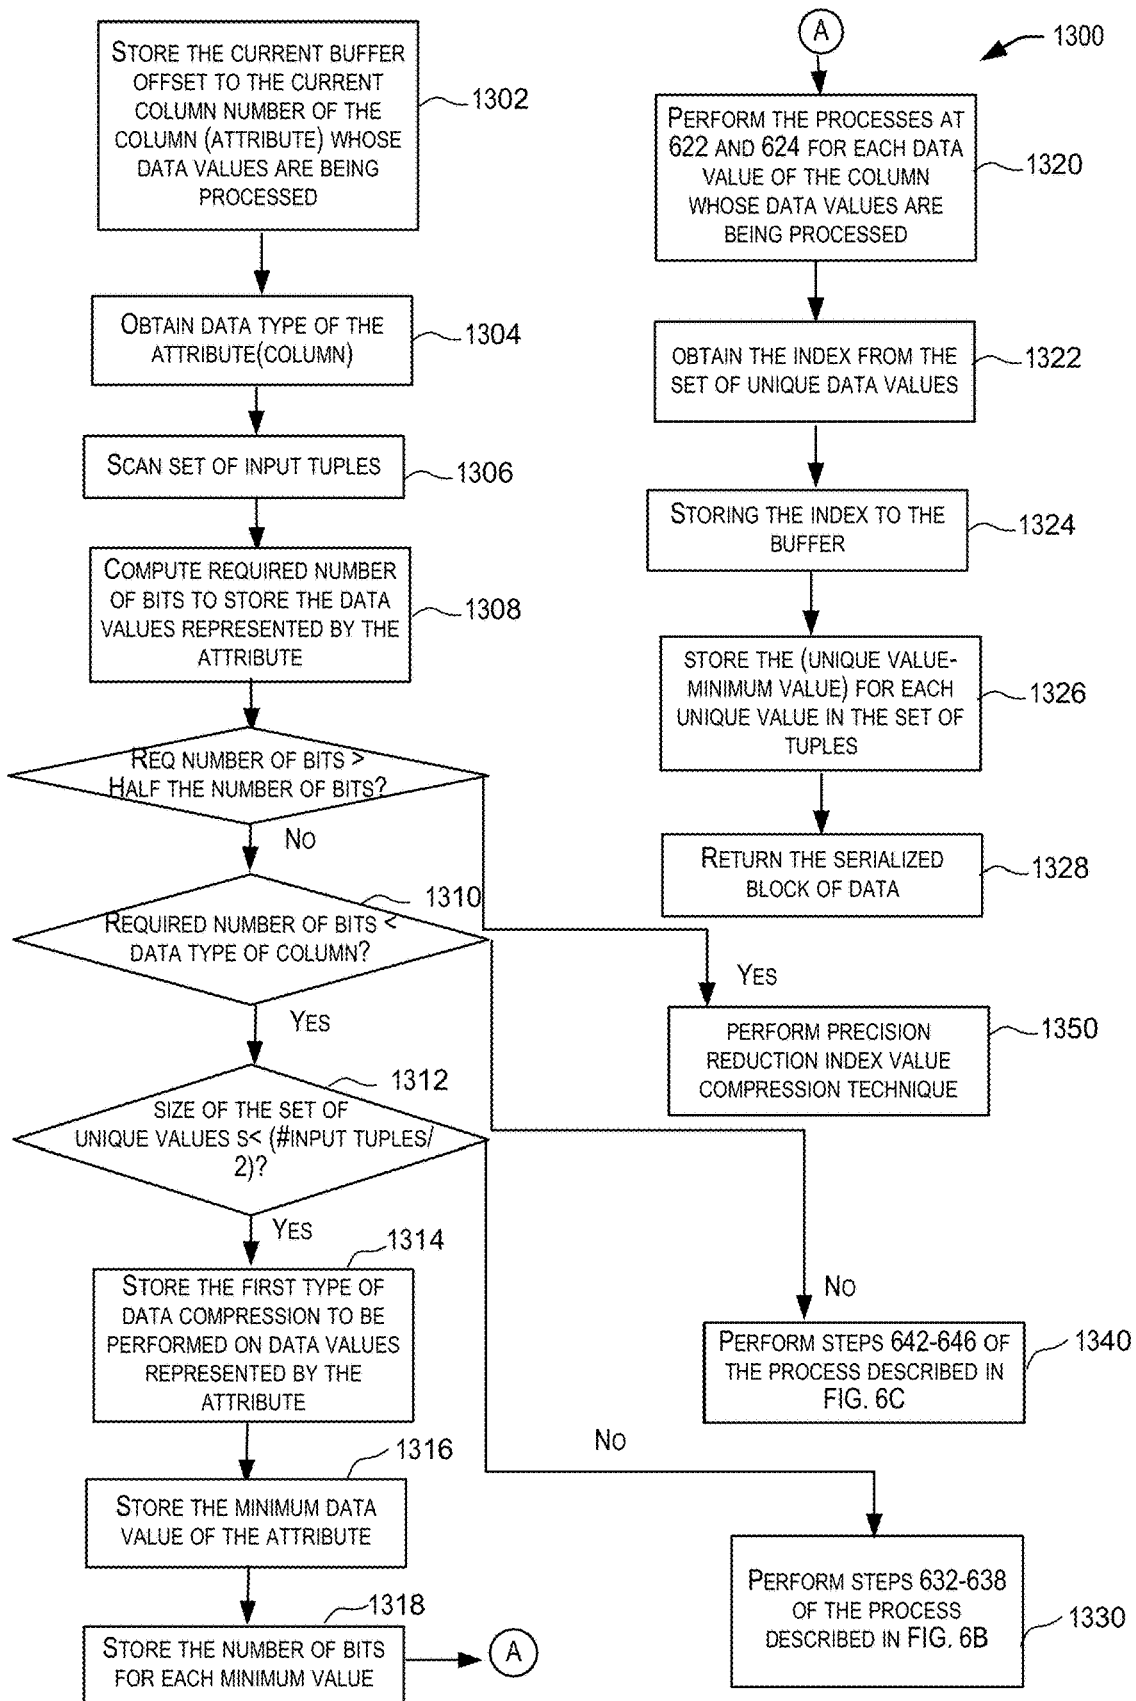 STORE THE CURRENT BUFFER
OFFSET TO THE CURRENT
COLUMN NUMBER OF THE
COLUMN (ATTRIBUTE) WHOSE
DATA VALUES ARE BEING
PROCESSED
1302
OBTAIN DATA TYPE OF THE
ATTRIBUTE(COLUMN)
1304
SCAN SET OF INPUT TUPLES
1306
COMPUTE REQUIRED NUMBER
OF BITS TO STORE THE DATA
VALUES REPRESENTED BY THE
ATTRIBUTE
1308
REQ NUMBER OF BITS >
HALF THE NUMBER OF BITS?
NO
1310
REQUIRED NUMBER OF BITS <
DATA TYPE OF COLUMN?
YES
1312
SIZE OF THE SET OF
UNIQUE VALUES S< (#INPUT TUPLES/
2)?
YES
1314
STORE THE FIRST TYPE OF
DATA COMPRESSION TO BE
PERFORMED ON DATA VALUES
REPRESENTED BY THE
ATTRIBUTE
1316
STORE THE MINIMUM DATA
VALUE OF THE ATTRIBUTE
1318
STORE THE NUMBER OF BITS
FOR EACH MINIMUM VALUE
A
A
1300
PERFORM THE PROCESSES AT
622 AND 624 FOR EACH DATA
VALUE OF THE COLUMN
WHOSE DATA VALUES ARE
BEING PROCESSED
1320
OBTAIN THE INDEX FROM THE
SET OF UNIQUE DATA VALUES
1322
STORING THE INDEX TO THE
BUFFER
1324
STORE THE (UNIQUE VALUE-
MINIMUM VALUE) FOR EACH
UNIQUE VALUE IN THE SET OF
TUPLES
1326
RETURN THE SERIALIZED
BLOCK OF DATA
1328
YES
PERFORM PRECISION
REDUCTION INDEX VALUE
COMPRESSION TECHNIQUE
1350
NO
PERFORM STEPS 642-646 OF
THE PROCESS DESCRIBED IN
FIG. 6C
1340
NO
PERFORM STEPS 632-638
OF THE PROCESS
DESCRIBED IN FIG. 6B
1330